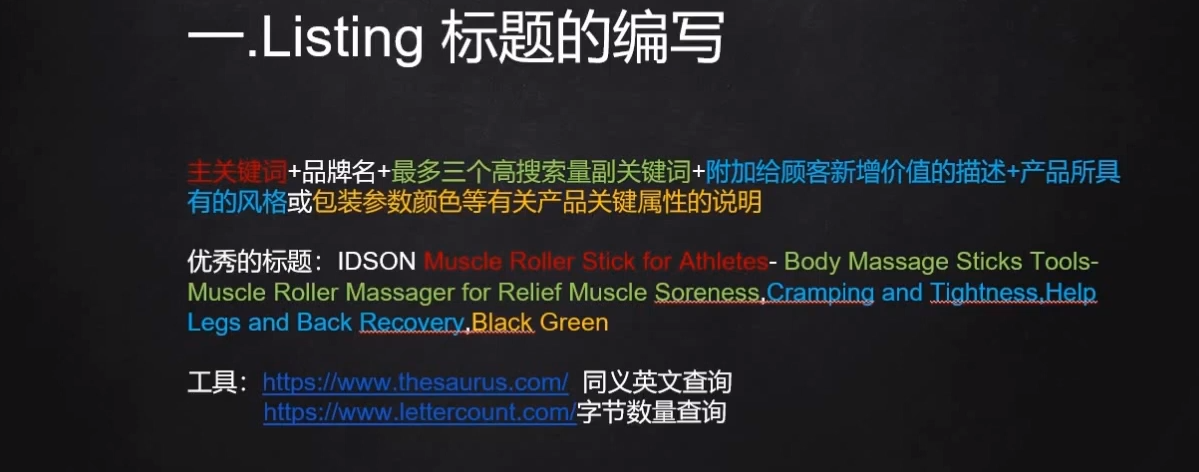 一.Listing 标题的编写
主关键词+品牌名+最多三个高搜索量副关键词+附加给顾客新增价值的描述+产品所具
有的风格或包装参数颜色等有关产品关键属性的说明
优秀的标题：IDSON Muscle Roller Stick for Athletes- Body Massage Sticks Tools-
Muscle Roller Massager for Relief Muscle Soreness,Cramping and Tightness,Help
Legs and Back Recovery,Black Green
工具：https://www.thesaurus.com/ 同义英文查询
https://www.lettercount.com/字节数量查询